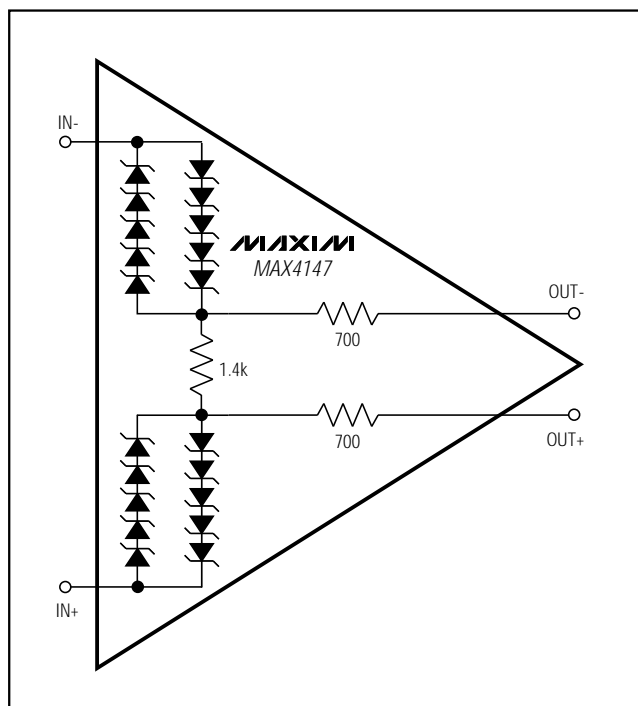 IN-
MAXIM
MAX4147
OUT-
700
1.4k
700
OUT+
IN+